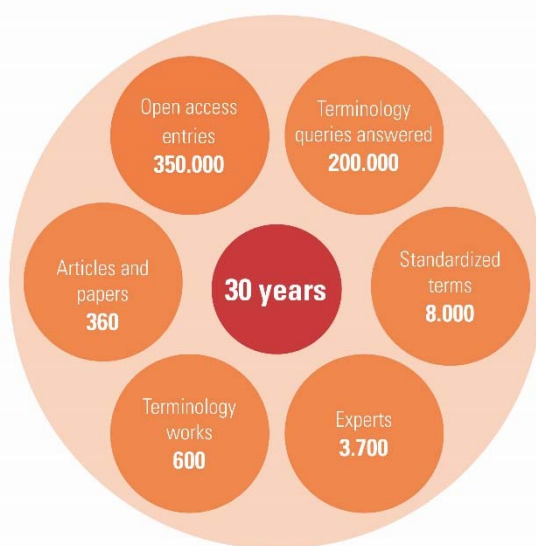 Open access
entries
350.000
Terminology
queries answered
200.000
Articles and
papers
360
30 years
Standardized
terms
8.000
Terminology
works
600
Experts
3.700